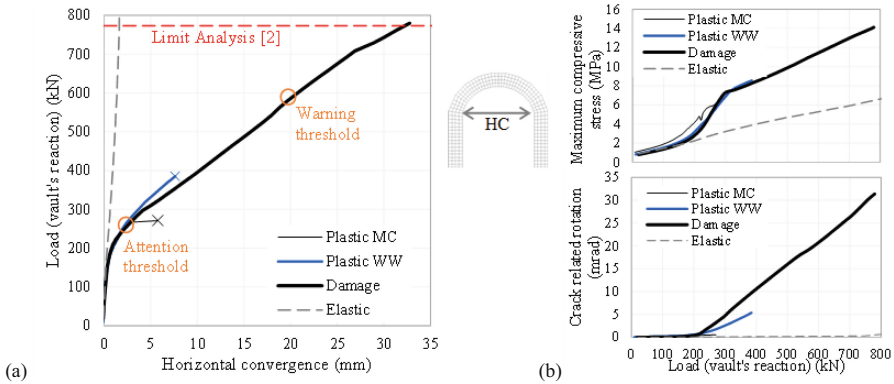 800
700
600
500
400
300
200
100
0
Load (vault's reaction) (kN)
Limit Analysis [2]
Warning
threshold
Attention
threshold
Plastic MC
Plastic WW
Damage
Elastic
0 5 10 15 20 25 30 35
Horizontal convergence (mm)
(a)
HC
16
14
12
10
8
6
4
2
0
Maximum compressive
stress (MPa)
Plastic MC
Plastic WW
Damage
Elastic
35
30
25
20
15
10
5
0
Crack related rotation
(mrad)
Plastic MC
Plastic WW
Damage
Elastic
0 100 200 300 400 500 600 700 800
Load (vault's reaction) (kN)
(b)